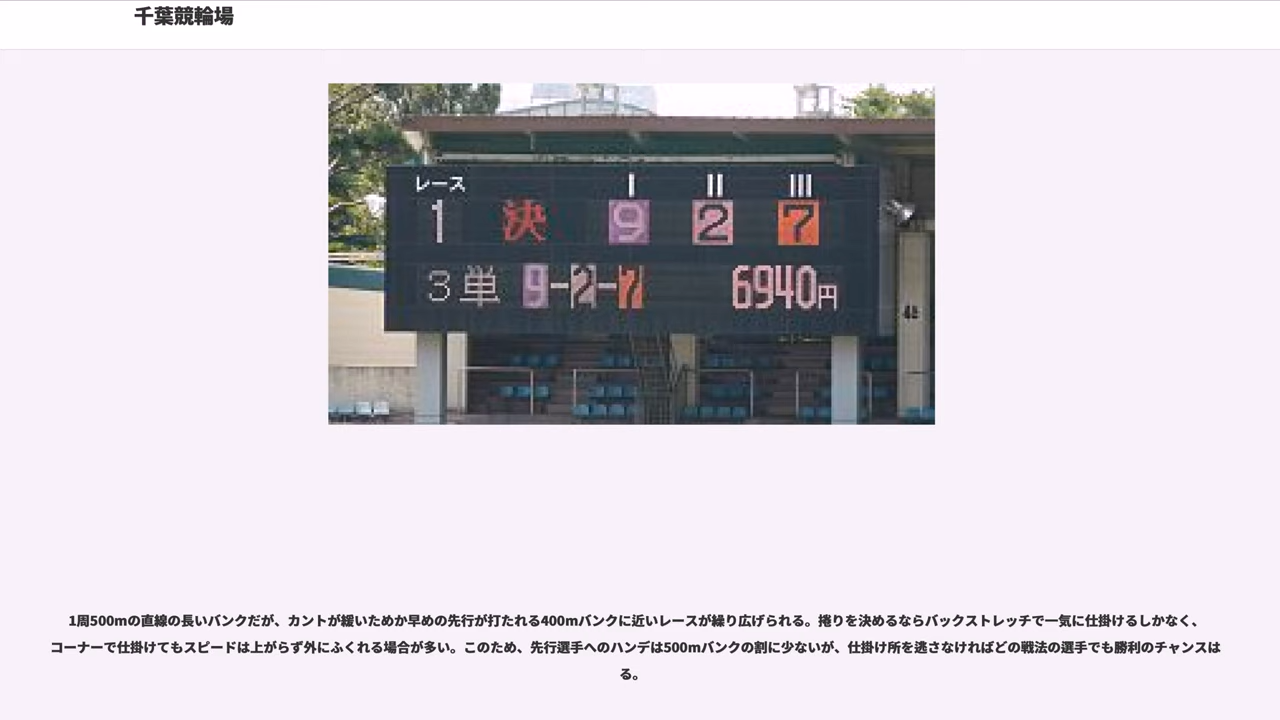 千葉競輪場
レース I II III
1 決 9 2 7
3単 9-2-7 6940円
1周500mの直線の長いバンクだが、カントが緩いためか早めの先行が打たれる400mバンクに近いレースが繰り広げられる。捲りを決めるならバックストレッチで一気に仕掛けるしかなく、
コーナーで仕掛けてもスピードは上がらず外にふくれる場合が多い。このため、先行選手へのハンデは500mバンクの割に少ないが、仕掛け所を逃さなければどの戦法の選手でも勝利のチャンスは
る。